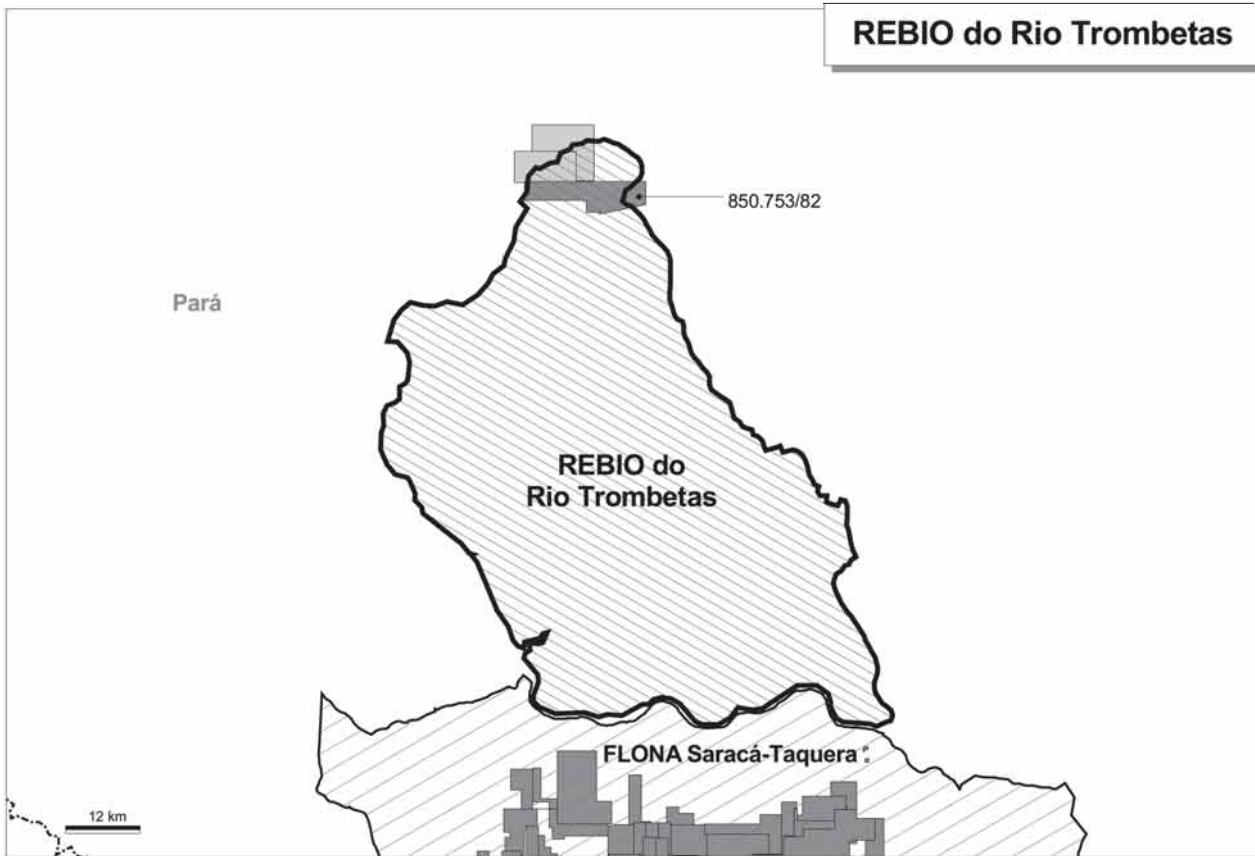 REBIO do Rio Trombetas
850.753/82
Pará
REBIO do
Rio Trombetas
FLONA Saracá-Taquera
12 km